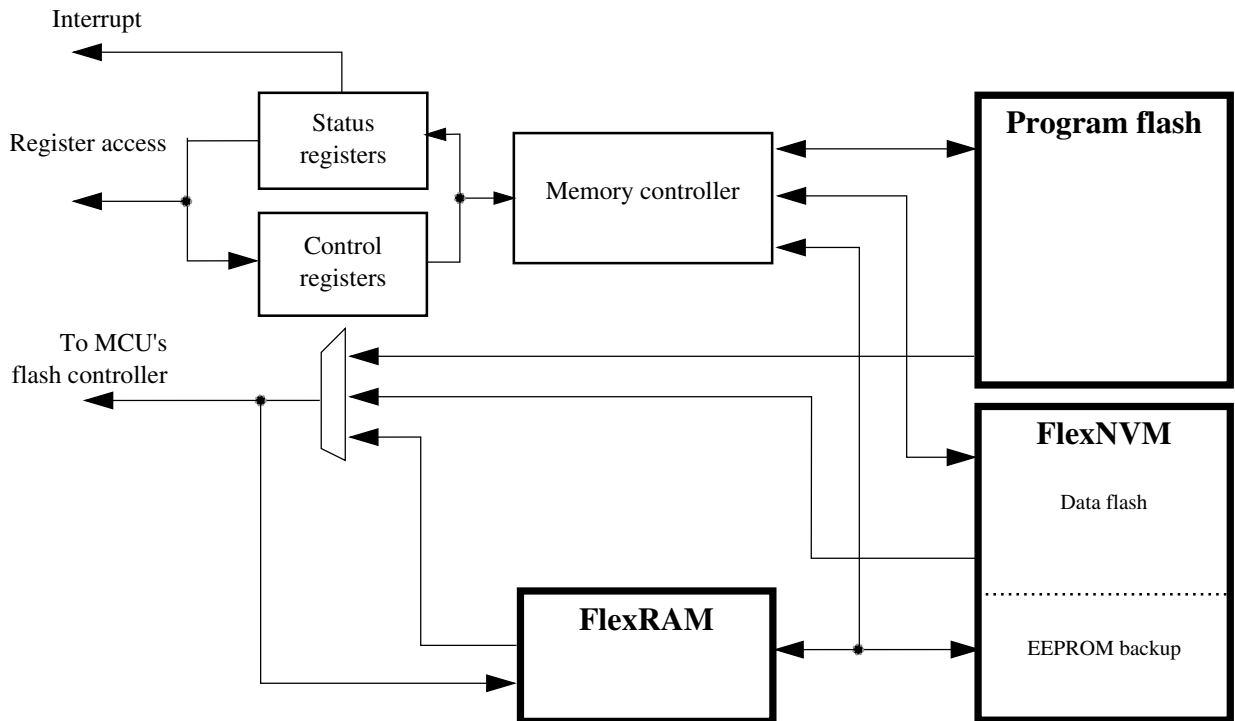 Interrupt
Register access
Status
registers
Control
registers
Memory controller
Program flash
To MCU's
flash controller
FlexNVM
Data flash
EEPROM backup
FlexRAM